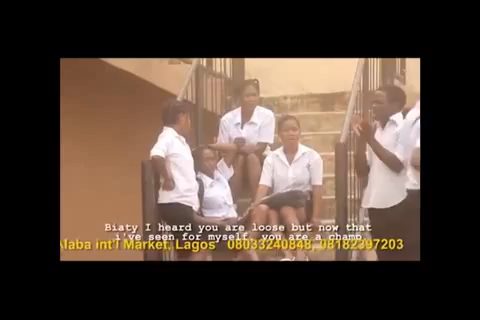 Biaty I heard you are loose but now that
i've seen for myself, you are a champ.
Alaba int'l Market, Lagos 08033240848, 08182397203